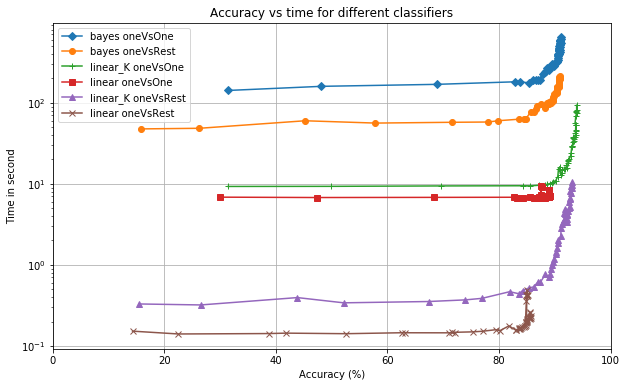 Accuracy vs time for different classifiers
bayes oneVsOne
bayes oneVsRest
linear_K oneVsOne
linear oneVsOne
linear_K oneVsRest
linear oneVsRest
Time in second
10²
10¹
10⁰
10⁻¹
0 20 40 60 80 100
Accuracy (%)